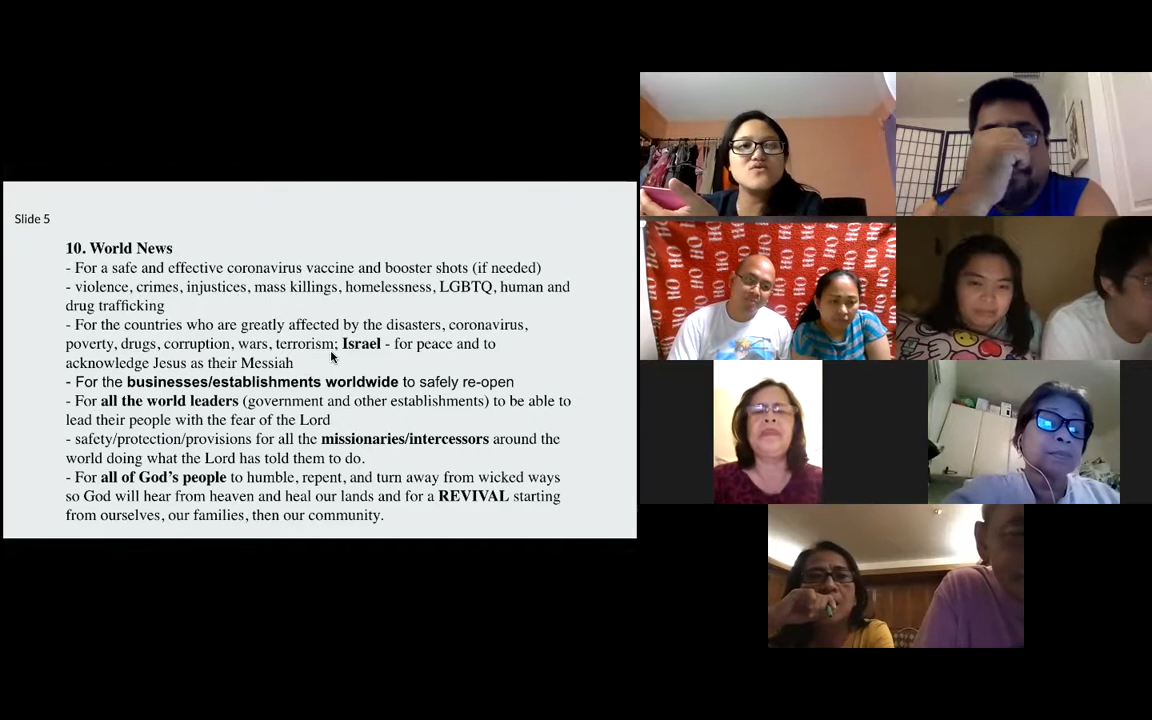 Slide 5
10. World News
- For a safe and effective coronavirus vaccine and booster shots (if needed)
- violence, crimes, injustices, mass killings, homelessness, LGBTQ, human and
drug trafficking
- For the countries who are greatly affected by the disasters, coronavirus,
poverty, drugs, corruption, wars, terrorism; Israel - for peace and to
acknowledge Jesus as their Messiah
- For the businesses/establishments worldwide to safely re-open
- For all the world leaders (government and other establishments) to be able to
lead their people with the fear of the Lord
- safety/protection/provisions for all the missionaries/intercessors around the
world doing what the Lord has told them to do.
- For all of God's people to humble, repent, and turn away from wicked ways
so God will hear from heaven and heal our lands and for a REVIVAL starting
from ourselves, our families, then our community.
HO HO HO